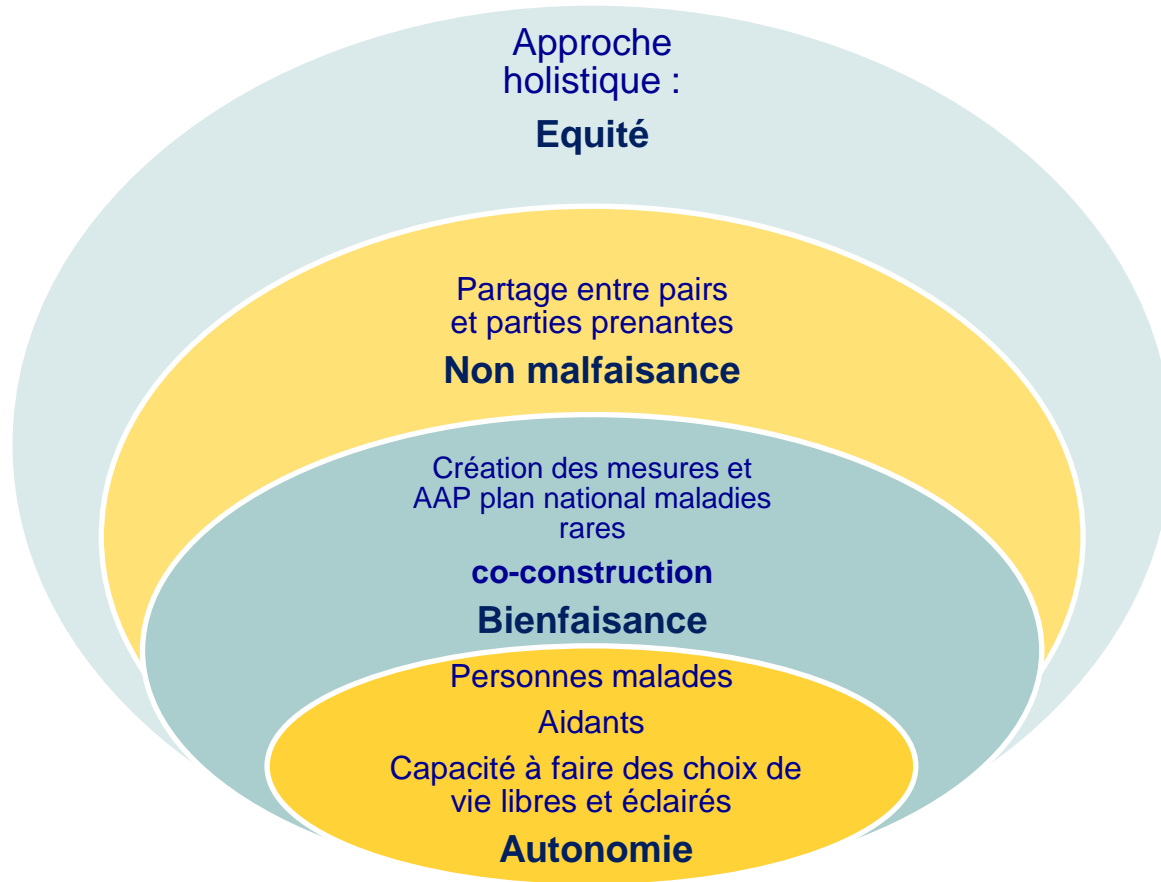 Approche
holistique :
Equité
Partage entre pairs
et parties prenantes
Non malfaisance
Création des mesures et
AAP plan national maladies
rares
co-construction
Bienfaisance
Personnes malades
Aidants
Capacité à faire des choix de
vie libres et éclairés
Autonomie